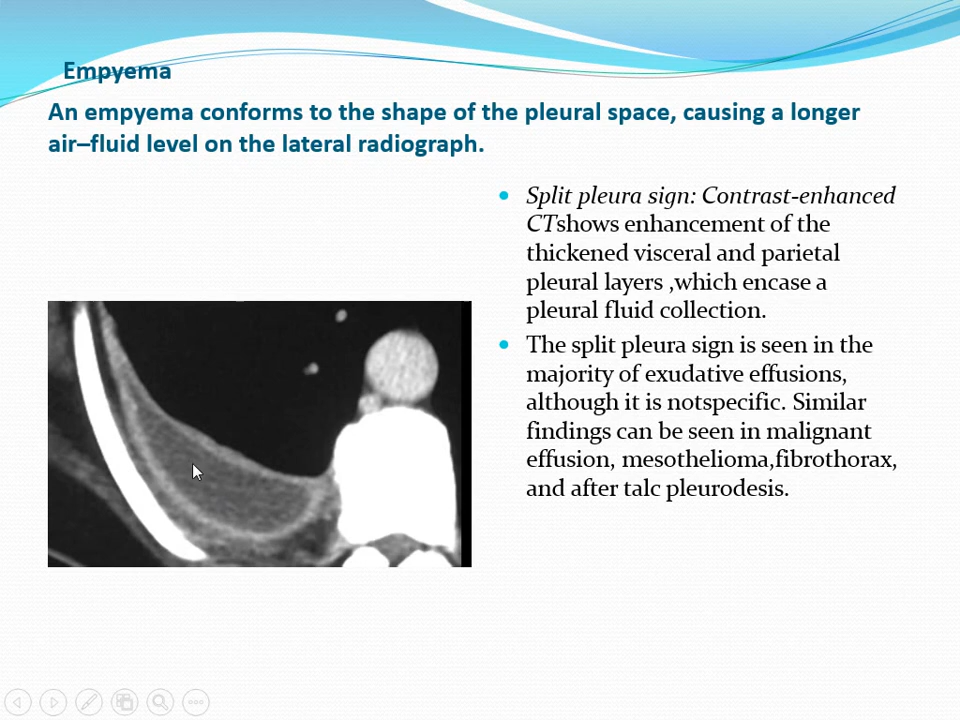 Empyema
An empyema conforms to the shape of the pleural space, causing a longer
air–fluid level on the lateral radiograph.
Split pleura sign: Contrast-enhanced
CTshows enhancement of the
thickened visceral and parietal
pleural layers ,which encase a
pleural fluid collection.
The split pleura sign is seen in the
majority of exudative effusions,
although it is notspecific. Similar
findings can be seen in malignant
effusion, mesothelioma,fibrothorax,
and after talc pleurodesis.